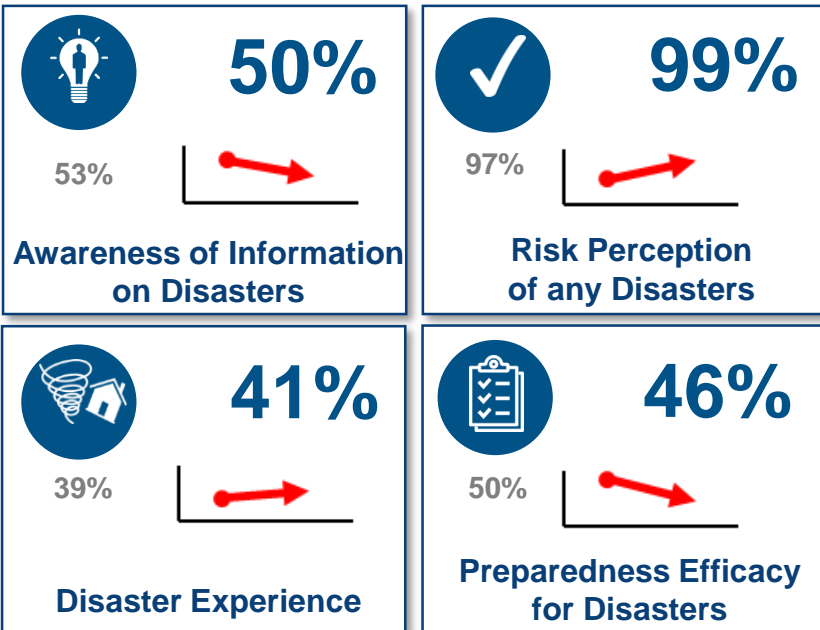 50%
53%
Awareness of Information
on Disasters
99%
97%
Risk Perception
of any Disasters
41%
39%
Disaster Experience
46%
50%
Preparedness Efficacy
for Disasters